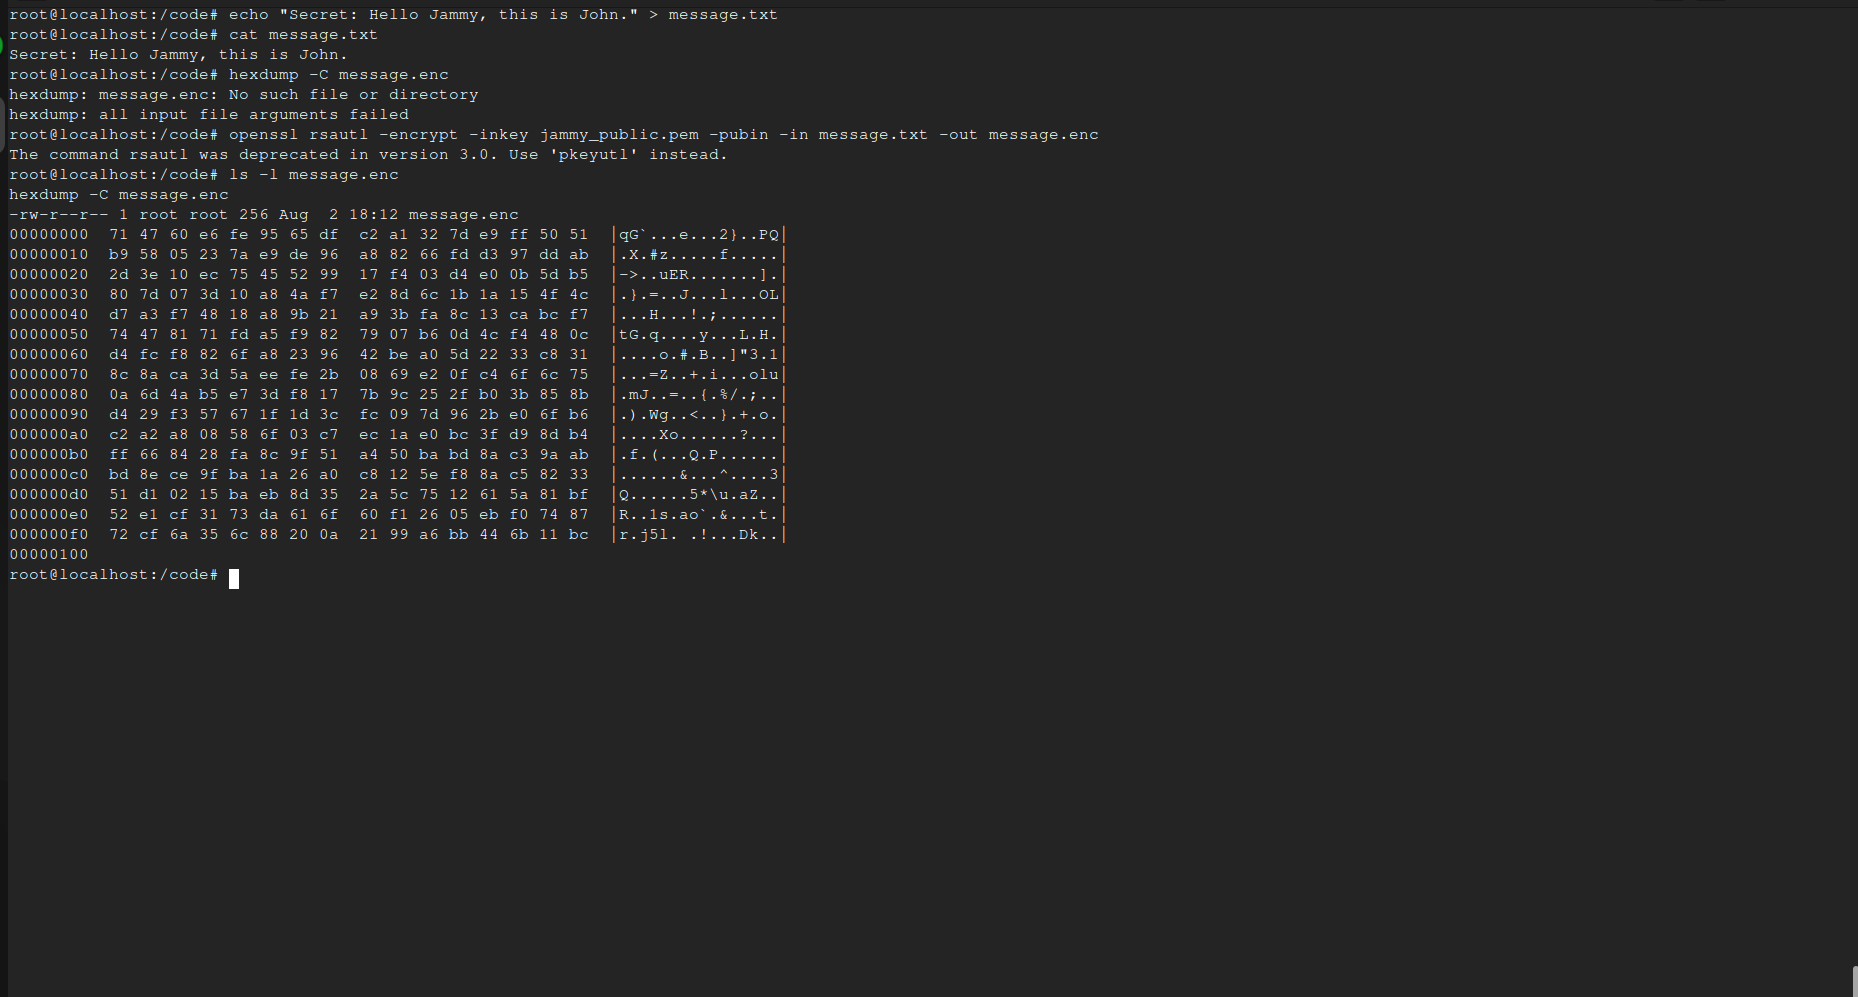 root@localhost:/code# echo "Secret: Hello Jammy, this is John." > message.txt
root@localhost:/code# cat message.txt
Secret: Hello Jammy, this is John.
root@localhost:/code# hexdump -C message.enc
hexdump: message.enc: No such file or directory
hexdump: all input file arguments failed
root@localhost:/code# openssl rsautl -encrypt -inkey jammy_public.pem -pubin -in message.txt -out message.enc
The command rsautl was deprecated in version 3.0. Use 'pkeyutl' instead.
root@localhost:/code# ls -l message.enc
hexdump -C message.enc
-rw-r--r-- 1 root root 256 Aug  2 18:12 message.enc
00000000  71 47 60 e6 fe 95 65 df  c2 a1 32 7d e9 ff 50 51  |qG`...e...2}..PQ|
00000010  b9 58 05 23 7a e9 de 96  a8 82 66 fd d3 97 dd ab  |.X.#z.....f.....|
00000020  2d 3e 10 ec 75 45 52 99  17 f4 03 d4 e0 0b 5d b5  |->..uER.......].|
00000030  80 7d 07 3d 10 a8 4a f7  e2 8d 6c 1b 1a 15 4f 4c  |.}.=..J...l...OL|
00000040  d7 a3 f7 48 18 a8 9b 21  a9 3b fa 8c 13 ca bc f7  |...H...!.;......|
00000050  74 47 81 71 fd a5 f9 82  79 07 b6 0d 4c f4 48 0c  |tG.q....y...L.H.|
00000060  d4 fc f8 82 6f a8 23 96  42 be a0 5d 22 33 c8 31  |....o.#.B..]"3.1|
00000070  8c 8a ca 3d 5a ee fe 2b  08 69 e2 0f c4 6f 6c 75  |...=Z..+.i...olu|
00000080  0a 6d 4a b5 e7 3d f8 17  7b 9c 25 2f b0 3b 85 8b  |.mJ..=..{.%/.;..|
00000090  d4 29 f3 57 67 1f 1d 3c  fc 09 7d 96 2b e0 6f b6  |.).Wg..<..}.+.o.|
000000a0  c2 a2 a8 08 58 6f 03 c7  ec 1a e0 bc 3f d9 8d b4  |....Xo......?...|
000000b0  ff 66 84 28 fa 8c 9f 51  a4 50 ba bd 8a c3 9a ab  |.f.(...Q.P......|
000000c0  bd 8e ce 9f ba 1a 26 a0  c8 12 5e f8 8a c5 82 33  |......&...^....3|
000000d0  51 d1 02 15 ba eb 8d 35  2a 5c 75 12 61 5a 81 bf  |Q......5*\u.aZ..|
000000e0  52 e1 cf 31 73 da 61 6f  60 f1 26 05 eb f0 74 87  |R..1s.ao`.&...t.|
000000f0  72 cf 6a 35 6c 88 20 0a  21 99 a6 bb 44 6b 11 bc  |r.j5l. .!...Dk..|
00000100
root@localhost:/code#